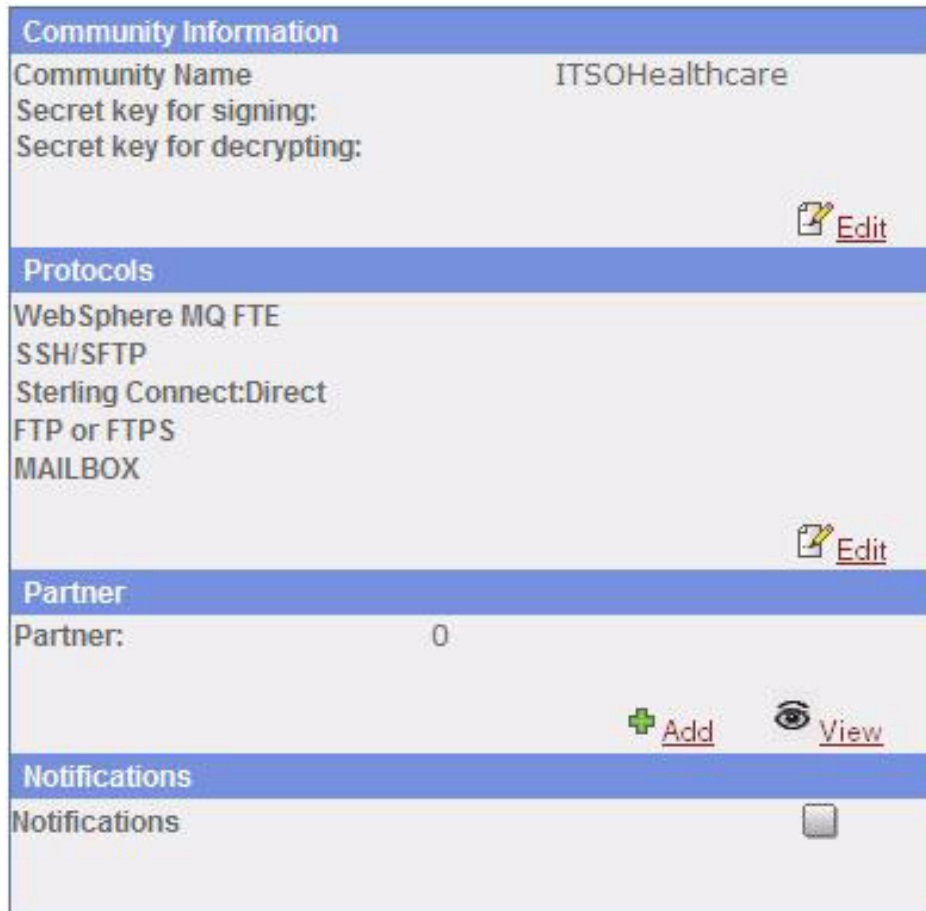 Community Information
Community Name ITSOHealthcare
Secret key for signing:
Secret key for decrypting:
Edit
Protocols
WebSphere MQ FTE
SSH/SFTP
Sterling Connect:Direct
FTP or FTPS
MAILBOX
Edit
Partner
Partner: 0
Add View
Notifications
Notifications